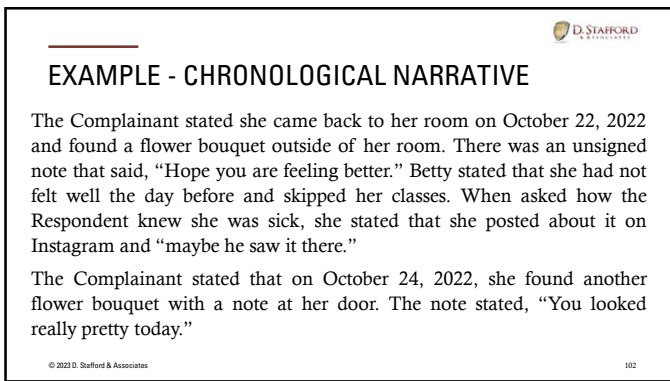 D. STAFFORD
& ASSOCIATES
EXAMPLE - CHRONOLOGICAL NARRATIVE
The Complainant stated she came back to her room on October 22, 2022
and found a flower bouquet outside of her room. There was an unsigned
note that said, “Hope you are feeling better.” Betty stated that she had not
felt well the day before and skipped her classes. When asked how the
Respondent knew she was sick, she stated that she posted about it on
Instagram and “maybe he saw it there.”
The Complainant stated that on October 24, 2022, she found another
flower bouquet with a note at her door. The note stated, “You looked
really pretty today.”
© 2023 D. Stafford & Associates
102